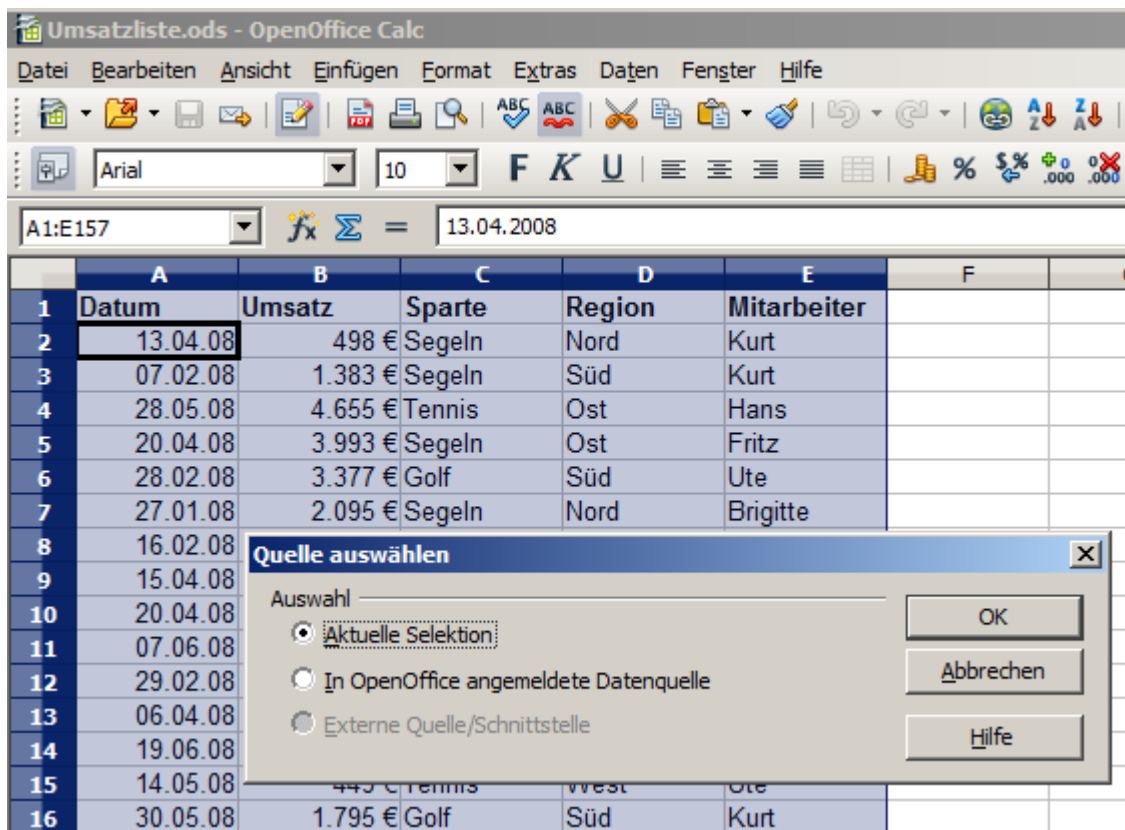 Umsatzliste.ods - OpenOffice Calc
Datei Bearbeiten Ansicht Einfügen Format Extras Daten Fenster Hilfe
Arial 10 F K U
A1:E157 13.04.2008
A B C D E F
1 Datum Umsatz Sparte Region Mitarbeiter
2 13.04.08 498 € Segeln Nord Kurt
3 07.02.08 1.383 € Segeln Süd Kurt
4 28.05.08 4.655 € Tennis Ost Hans
5 20.04.08 3.993 € Segeln Ost Fritz
6 28.02.08 3.377 € Golf Süd Ute
7 27.01.08 2.095 € Segeln Nord Brigitte
8 16.02.08
9 15.04.08
10 20.04.08
11 07.06.08
12 29.02.08
13 06.04.08
14 19.06.08
15 14.05.08
16 30.05.08 1.795 € Golf Süd Kurt
Quelle auswählen
Auswahl
Aktuelle Selektion
In OpenOffice angemeldete Datenquelle
Externe Quelle/Schnittstelle
OK
Abbrechen
Hilfe